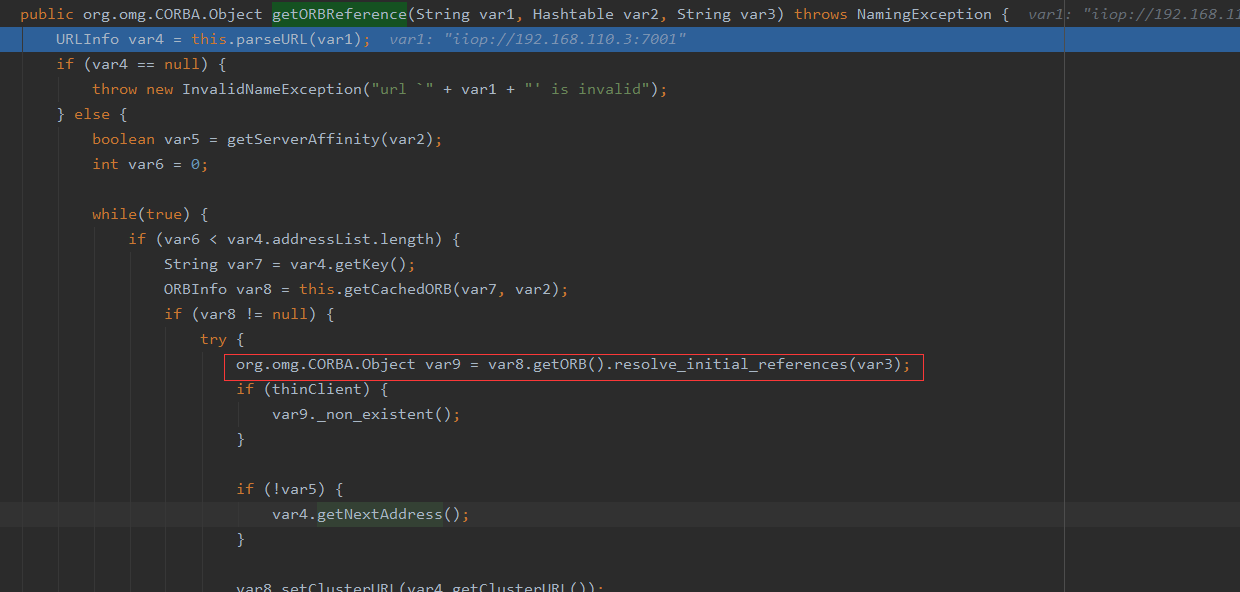 public org.omg.CORBA.Object getORBReference(String var1, Hashtable var2, String var3) throws NamingException {  var1: "iiop://192.168.11
URLInfo var4 = this.parseURL(var1);  var1: "iiop://192.168.110.3:7001"
if (var4 == null) {
throw new InvalidNameException("url `" + var1 + "' is invalid");
} else {
boolean var5 = getServerAffinity(var2);
int var6 = 0;
while(true) {
if (var6 < var4.addressList.length) {
String var7 = var4.getKey();
ORBInfo var8 = this.getCachedORB(var7, var2);
if (var8 != null) {
try {
org.omg.CORBA.Object var9 = var8.getORB().resolve_initial_references(var3);
if (thinClient) {
var9._non_existent();
}
if (!var5) {
var4.getNextAddress();
}
var8.setClusterURL(var4.getClusterURL());